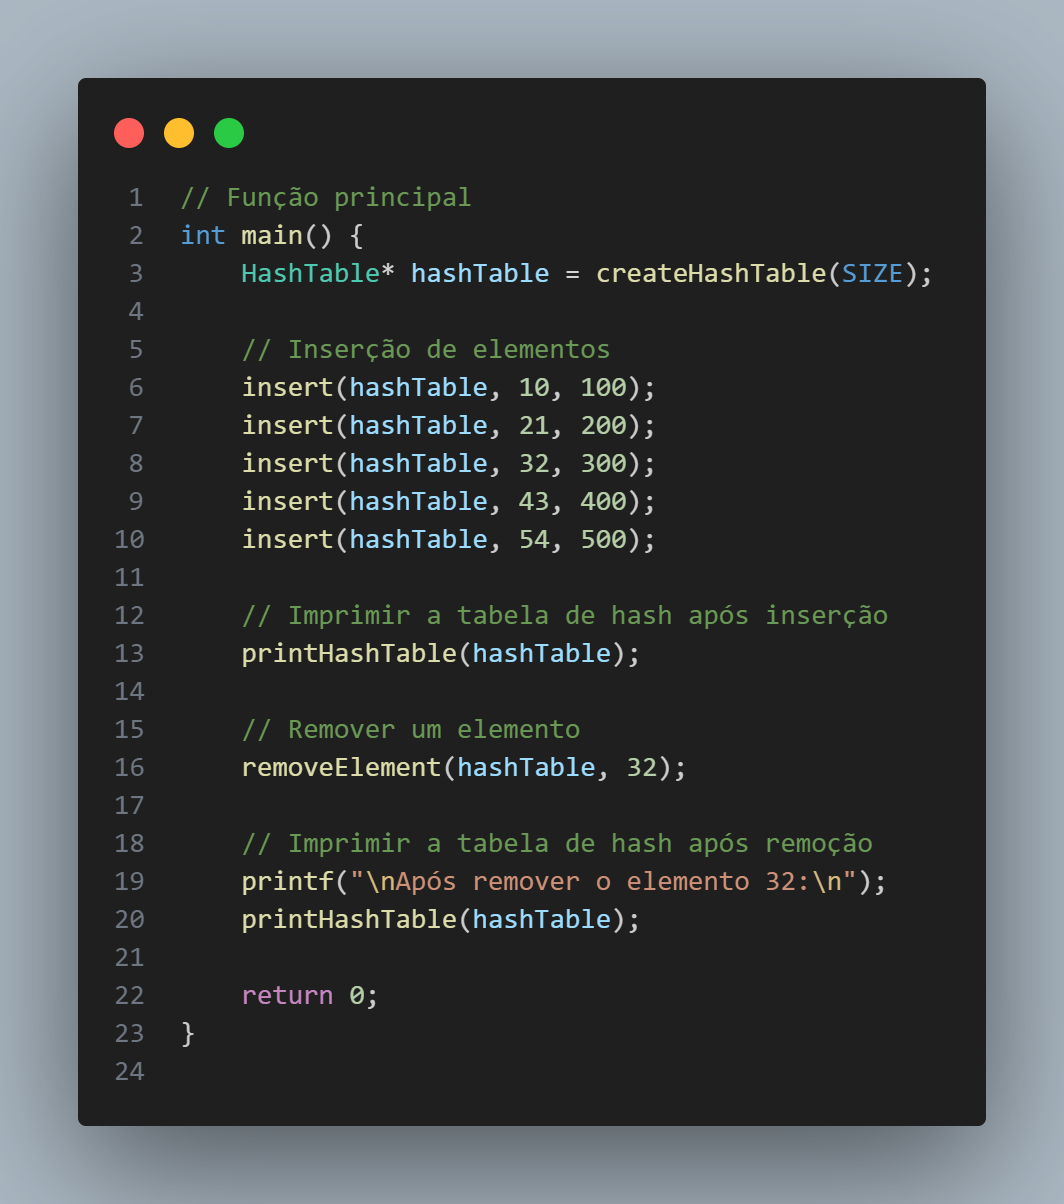 1 // Função principal
2 int main() {
3     HashTable* hashTable = createHashTable(SIZE);
4
5     // Inserção de elementos
6     insert(hashTable, 10, 100);
7     insert(hashTable, 21, 200);
8     insert(hashTable, 32, 300);
9     insert(hashTable, 43, 400);
10     insert(hashTable, 54, 500);
11
12     // Imprimir a tabela de hash após inserção
13     printHashTable(hashTable);
14
15     // Remover um elemento
16     removeElement(hashTable, 32);
17
18     // Imprimir a tabela de hash após remoção
19     printf("\nApós remover o elemento 32:\n");
20     printHashTable(hashTable);
21
22     return 0;
23 }
24